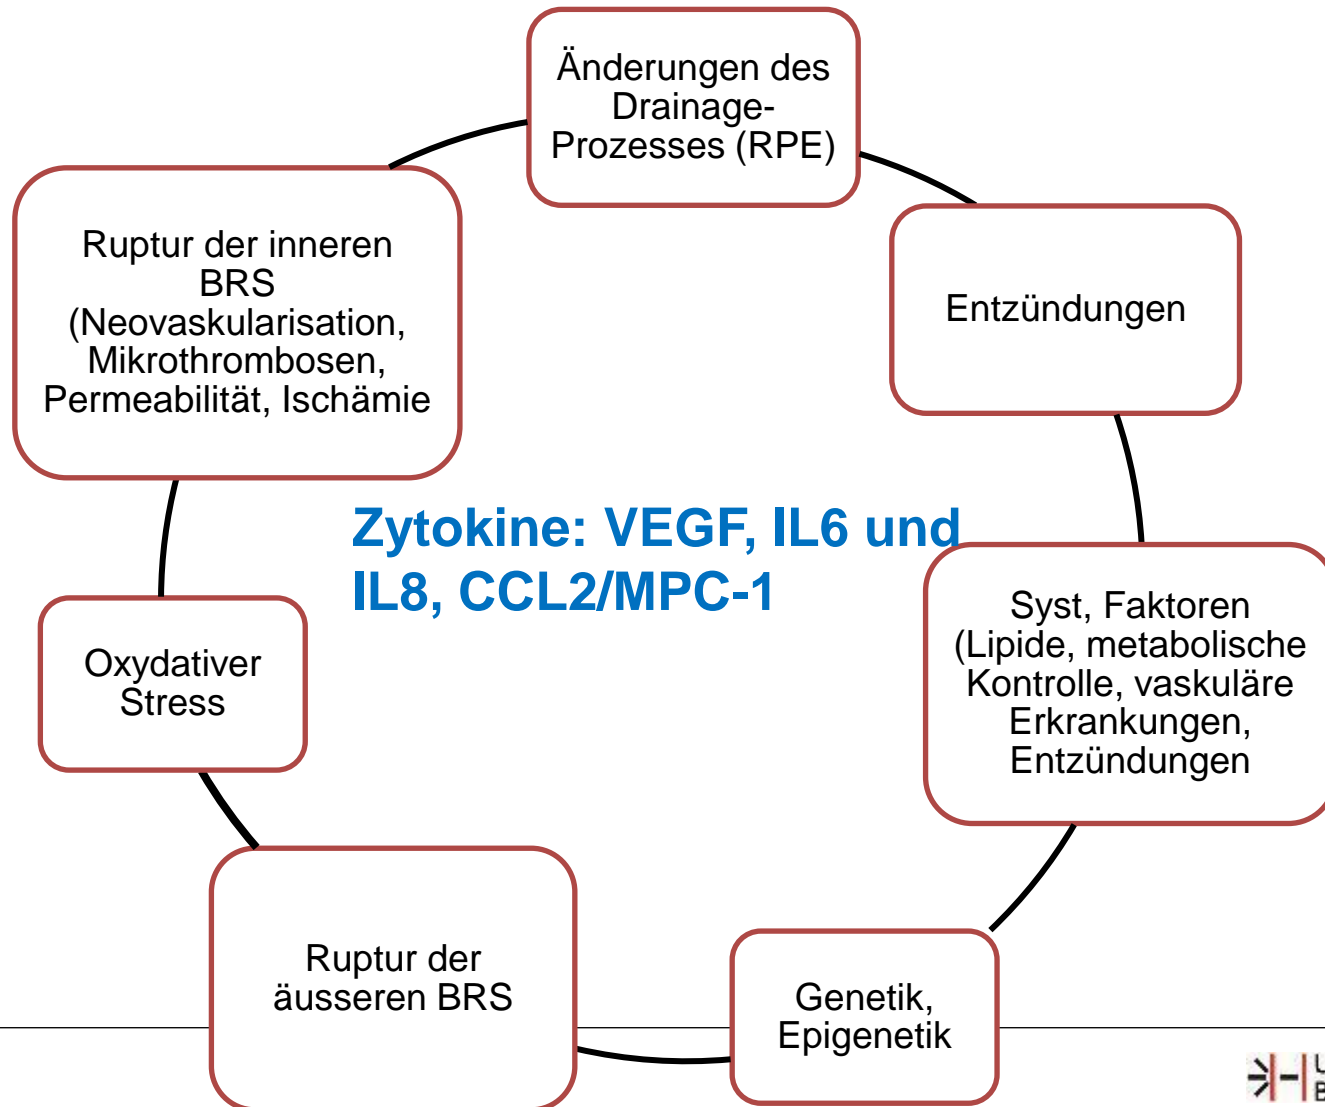 Änderungen des
Drainage-
Prozesses (RPE)
Entzündungen
Syst, Faktoren
(Lipide, metabolische
Kontrolle, vaskuläre
Erkrankungen,
Entzündungen
Genetik,
Epigenetik
Ruptur der
äusseren BRS
Oxydativer
Stress
Ruptur der inneren
BRS
(Neovaskularisation,
Mikrothrombosen,
Permeabilität, Ischämie
Zytokine: VEGF, IL6 und
IL8, CCL2/MPC-1